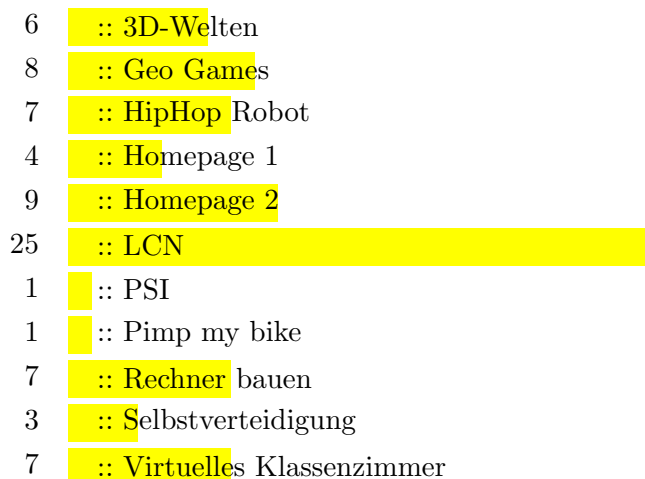 6 :: 3D-Welten
8 :: Geo Games
7 :: HipHop Robot
4 :: Homepage 1
9 :: Homepage 2
25 :: LCN
1 :: PSI
1 :: Pimp my bike
7 :: Rechner bauen
3 :: Selbstverteidigung
7 :: Virtuelles Klassenzimmer